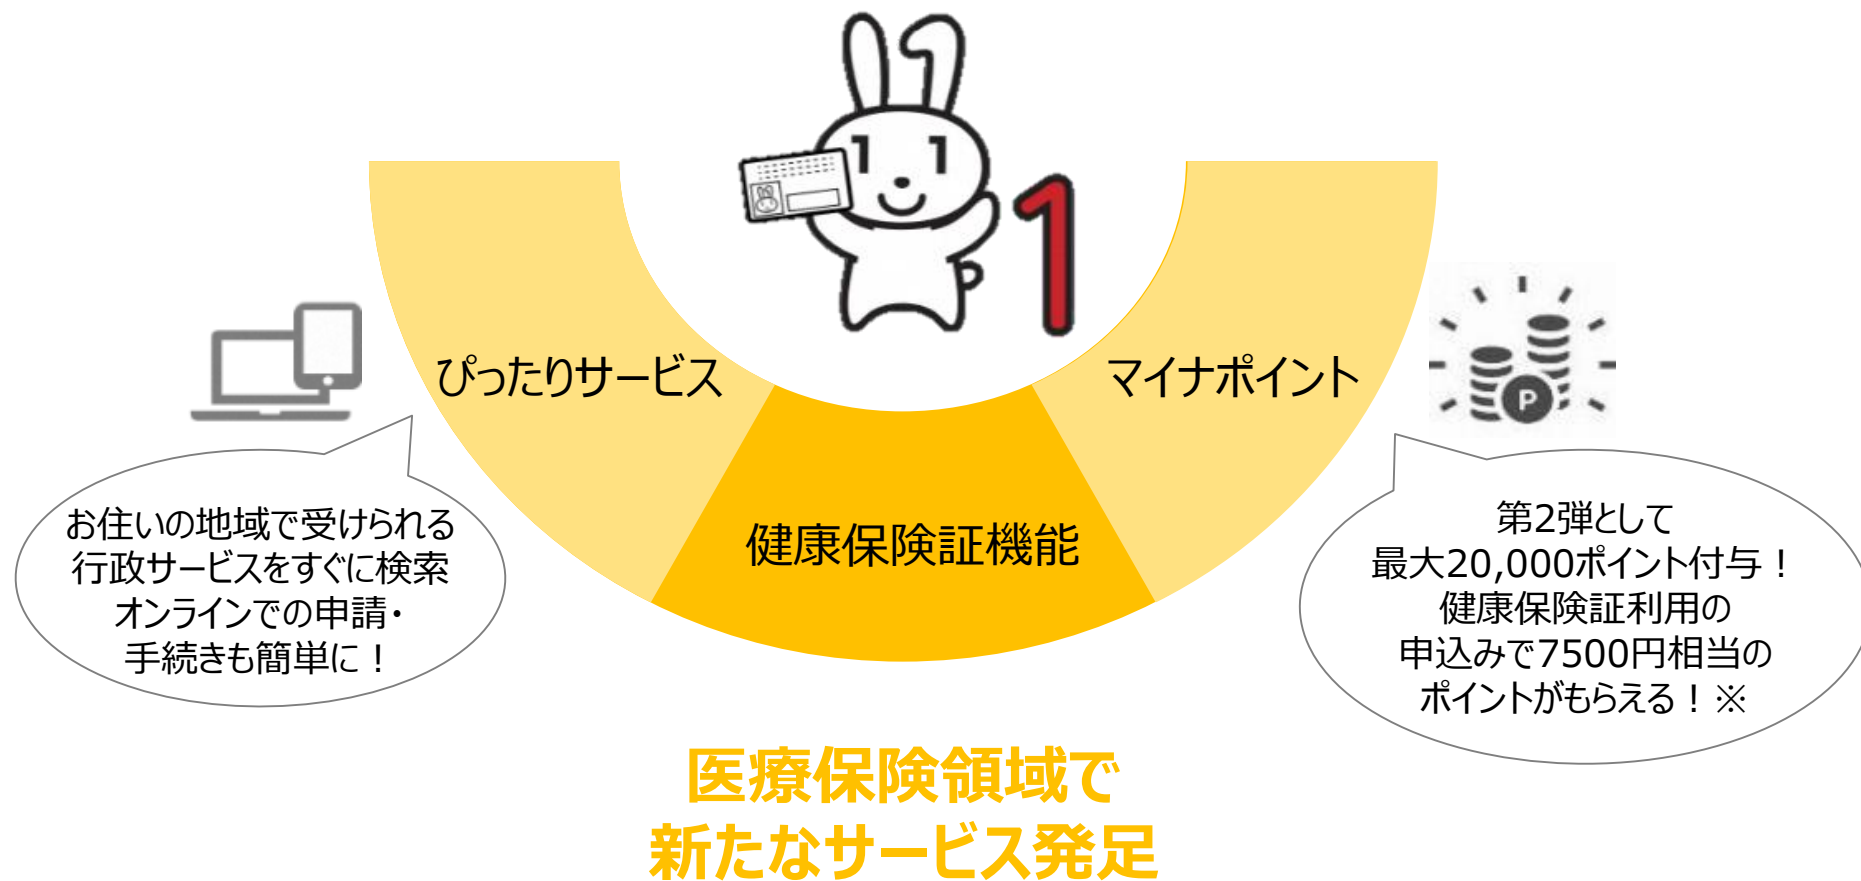 ぴったりサービス
マイナポイント
健康保険証機能
お住いの地域で受けられる
行政サービスをすぐに検索
オンラインでの申請・
手続きも簡単に！
第2弾として
最大20,000ポイント付与！
健康保険証利用の
申込みで7500円相当の
ポイントがもらえる！※
医療保険領域で
新たなサービス発足
1
P